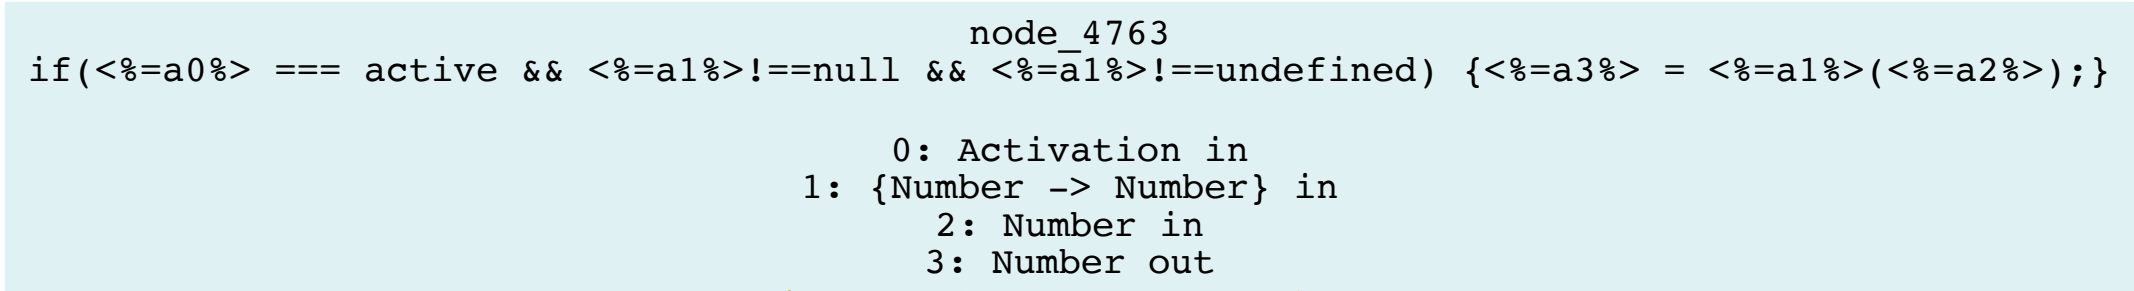 node_4763
if(<%=a0%> === active && <%=a1%>!==null && <%=a1%>!==undefined) {<%=a3%> = <%=a1%>(<%=a2%>);}
0: Activation in
1: {Number -> Number} in
2: Number in
3: Number out